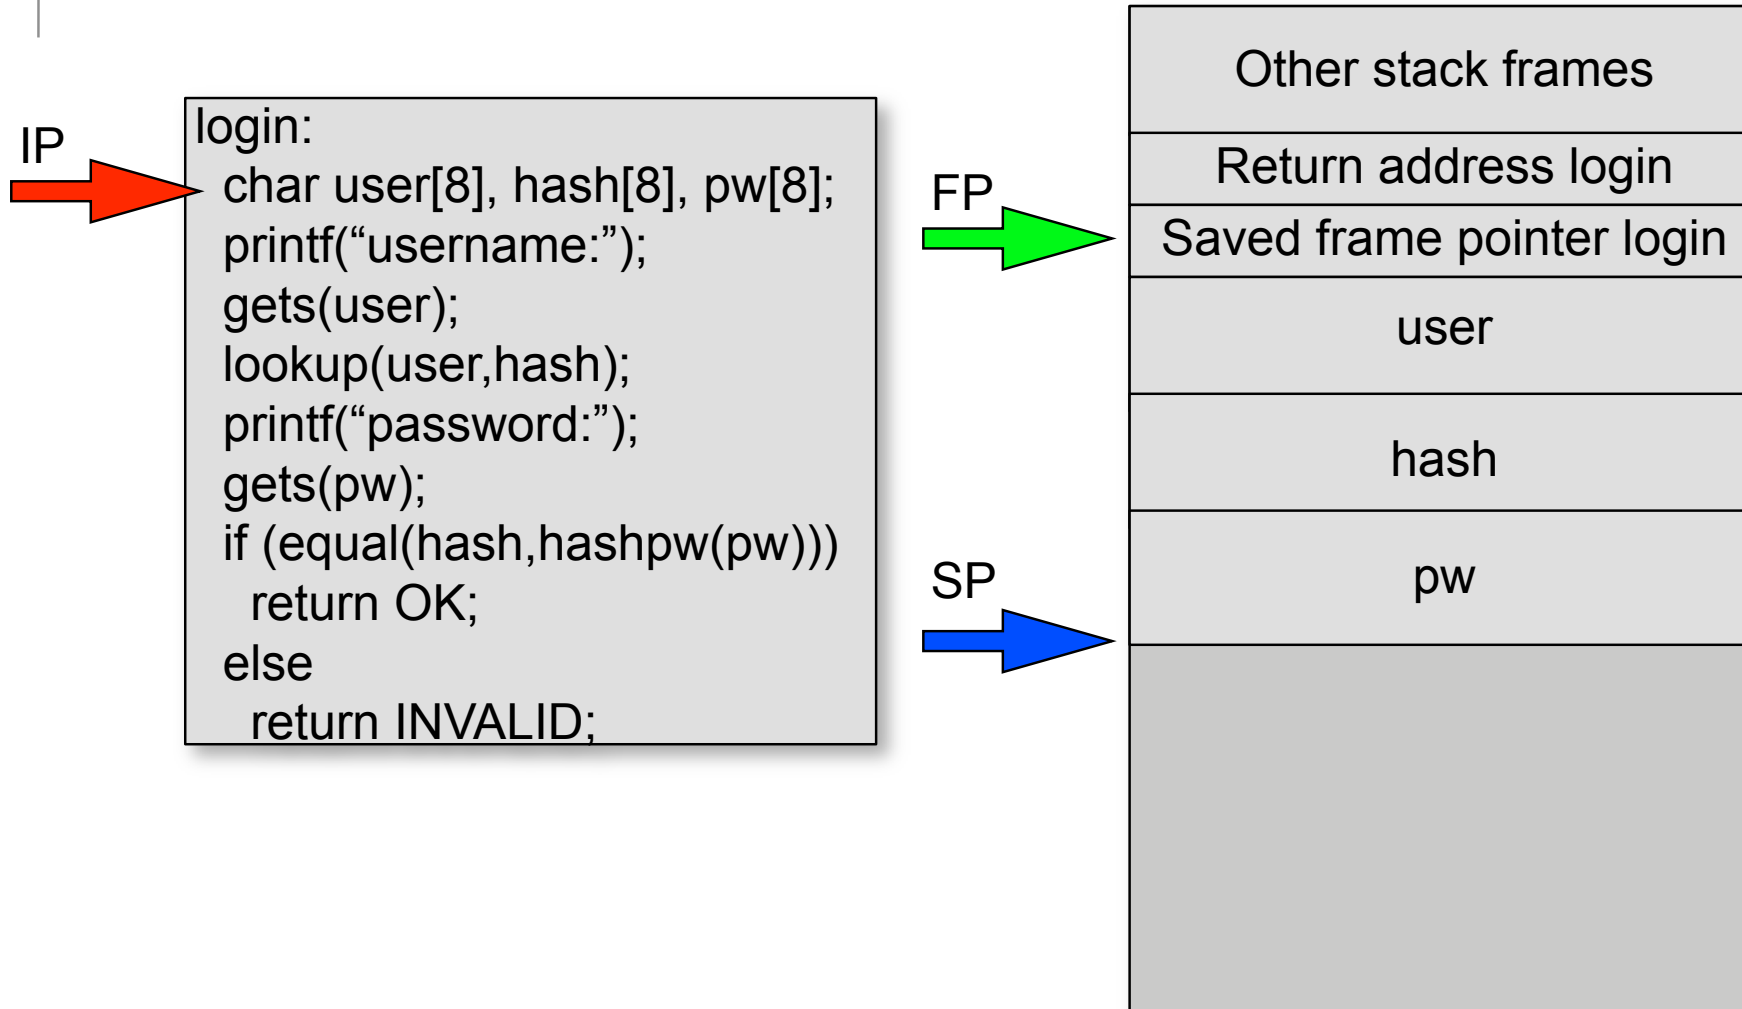 IP
login:
char user[8], hash[8], pw[8];
printf(“username:”);
gets(user);
lookup(user,hash);
printf(“password:”);
gets(pw);
if (equal(hash,hashpw(pw)))
return OK;
else
return INVALID;
FP
SP
Other stack frames
Return address login
Saved frame pointer login
user
hash
pw